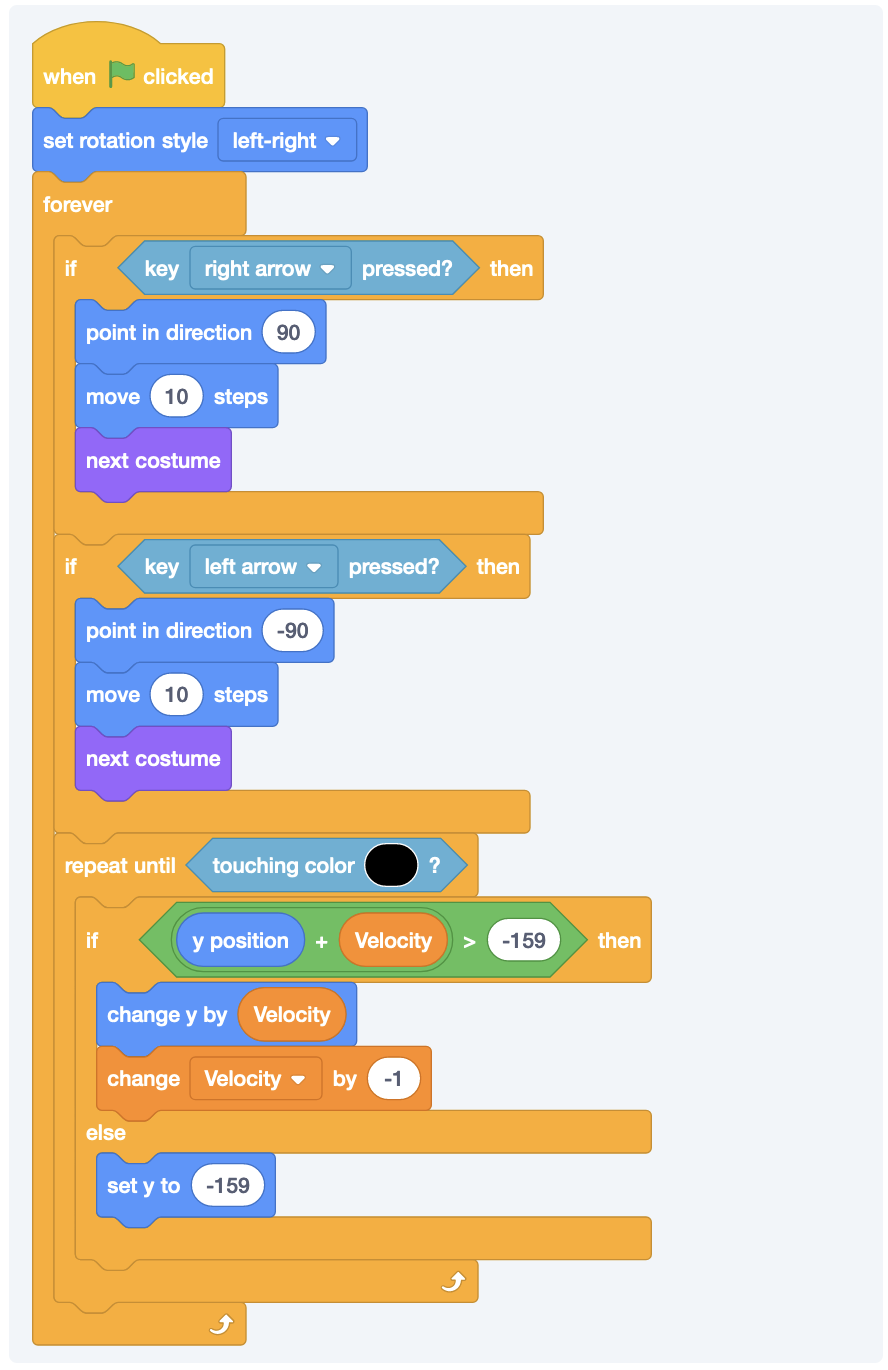 when clicked
set rotation style left-right
forever
if key right arrow pressed? then
point in direction 90
move 10 steps
next costume
if key left arrow pressed? then
point in direction -90
move 10 steps
next costume
repeat until touching color ?
if y position + Velocity > -159 then
change y by Velocity
change Velocity by -1
else
set y to -159